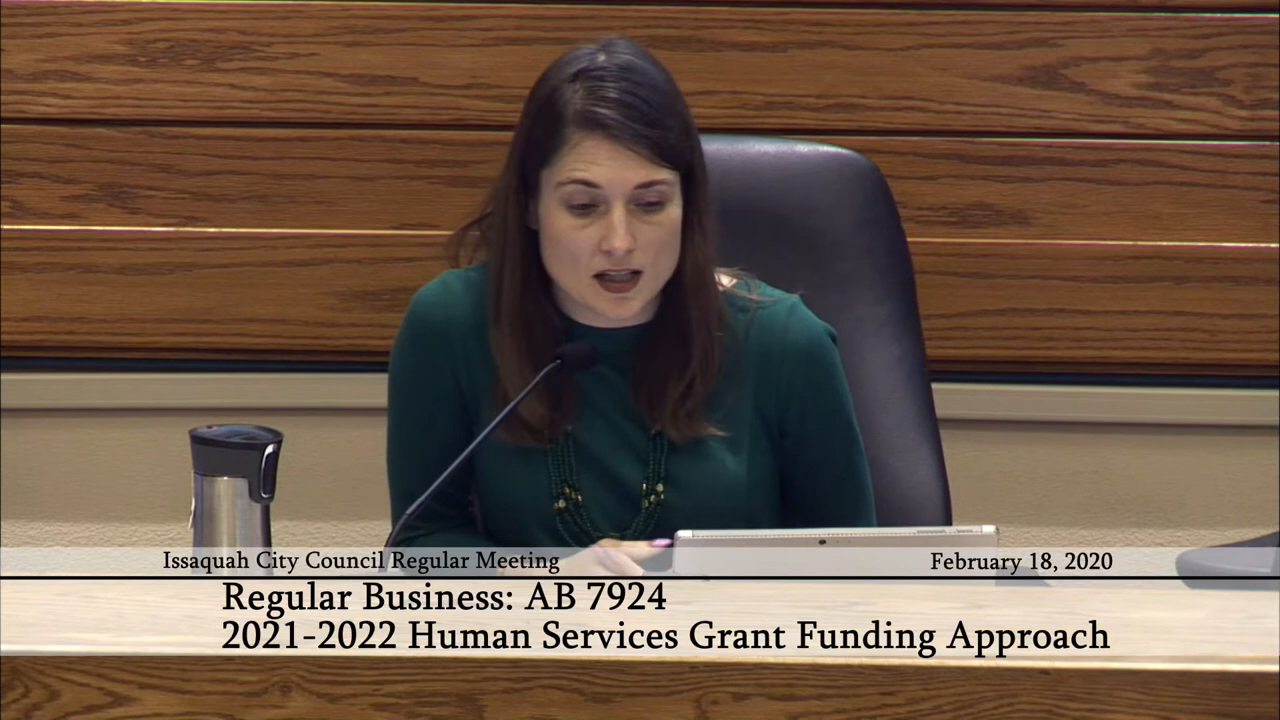 Issaquah City Council Regular Meeting
February 18, 2020
Regular Business: AB 7924
2021-2022 Human Services Grant Funding Approach